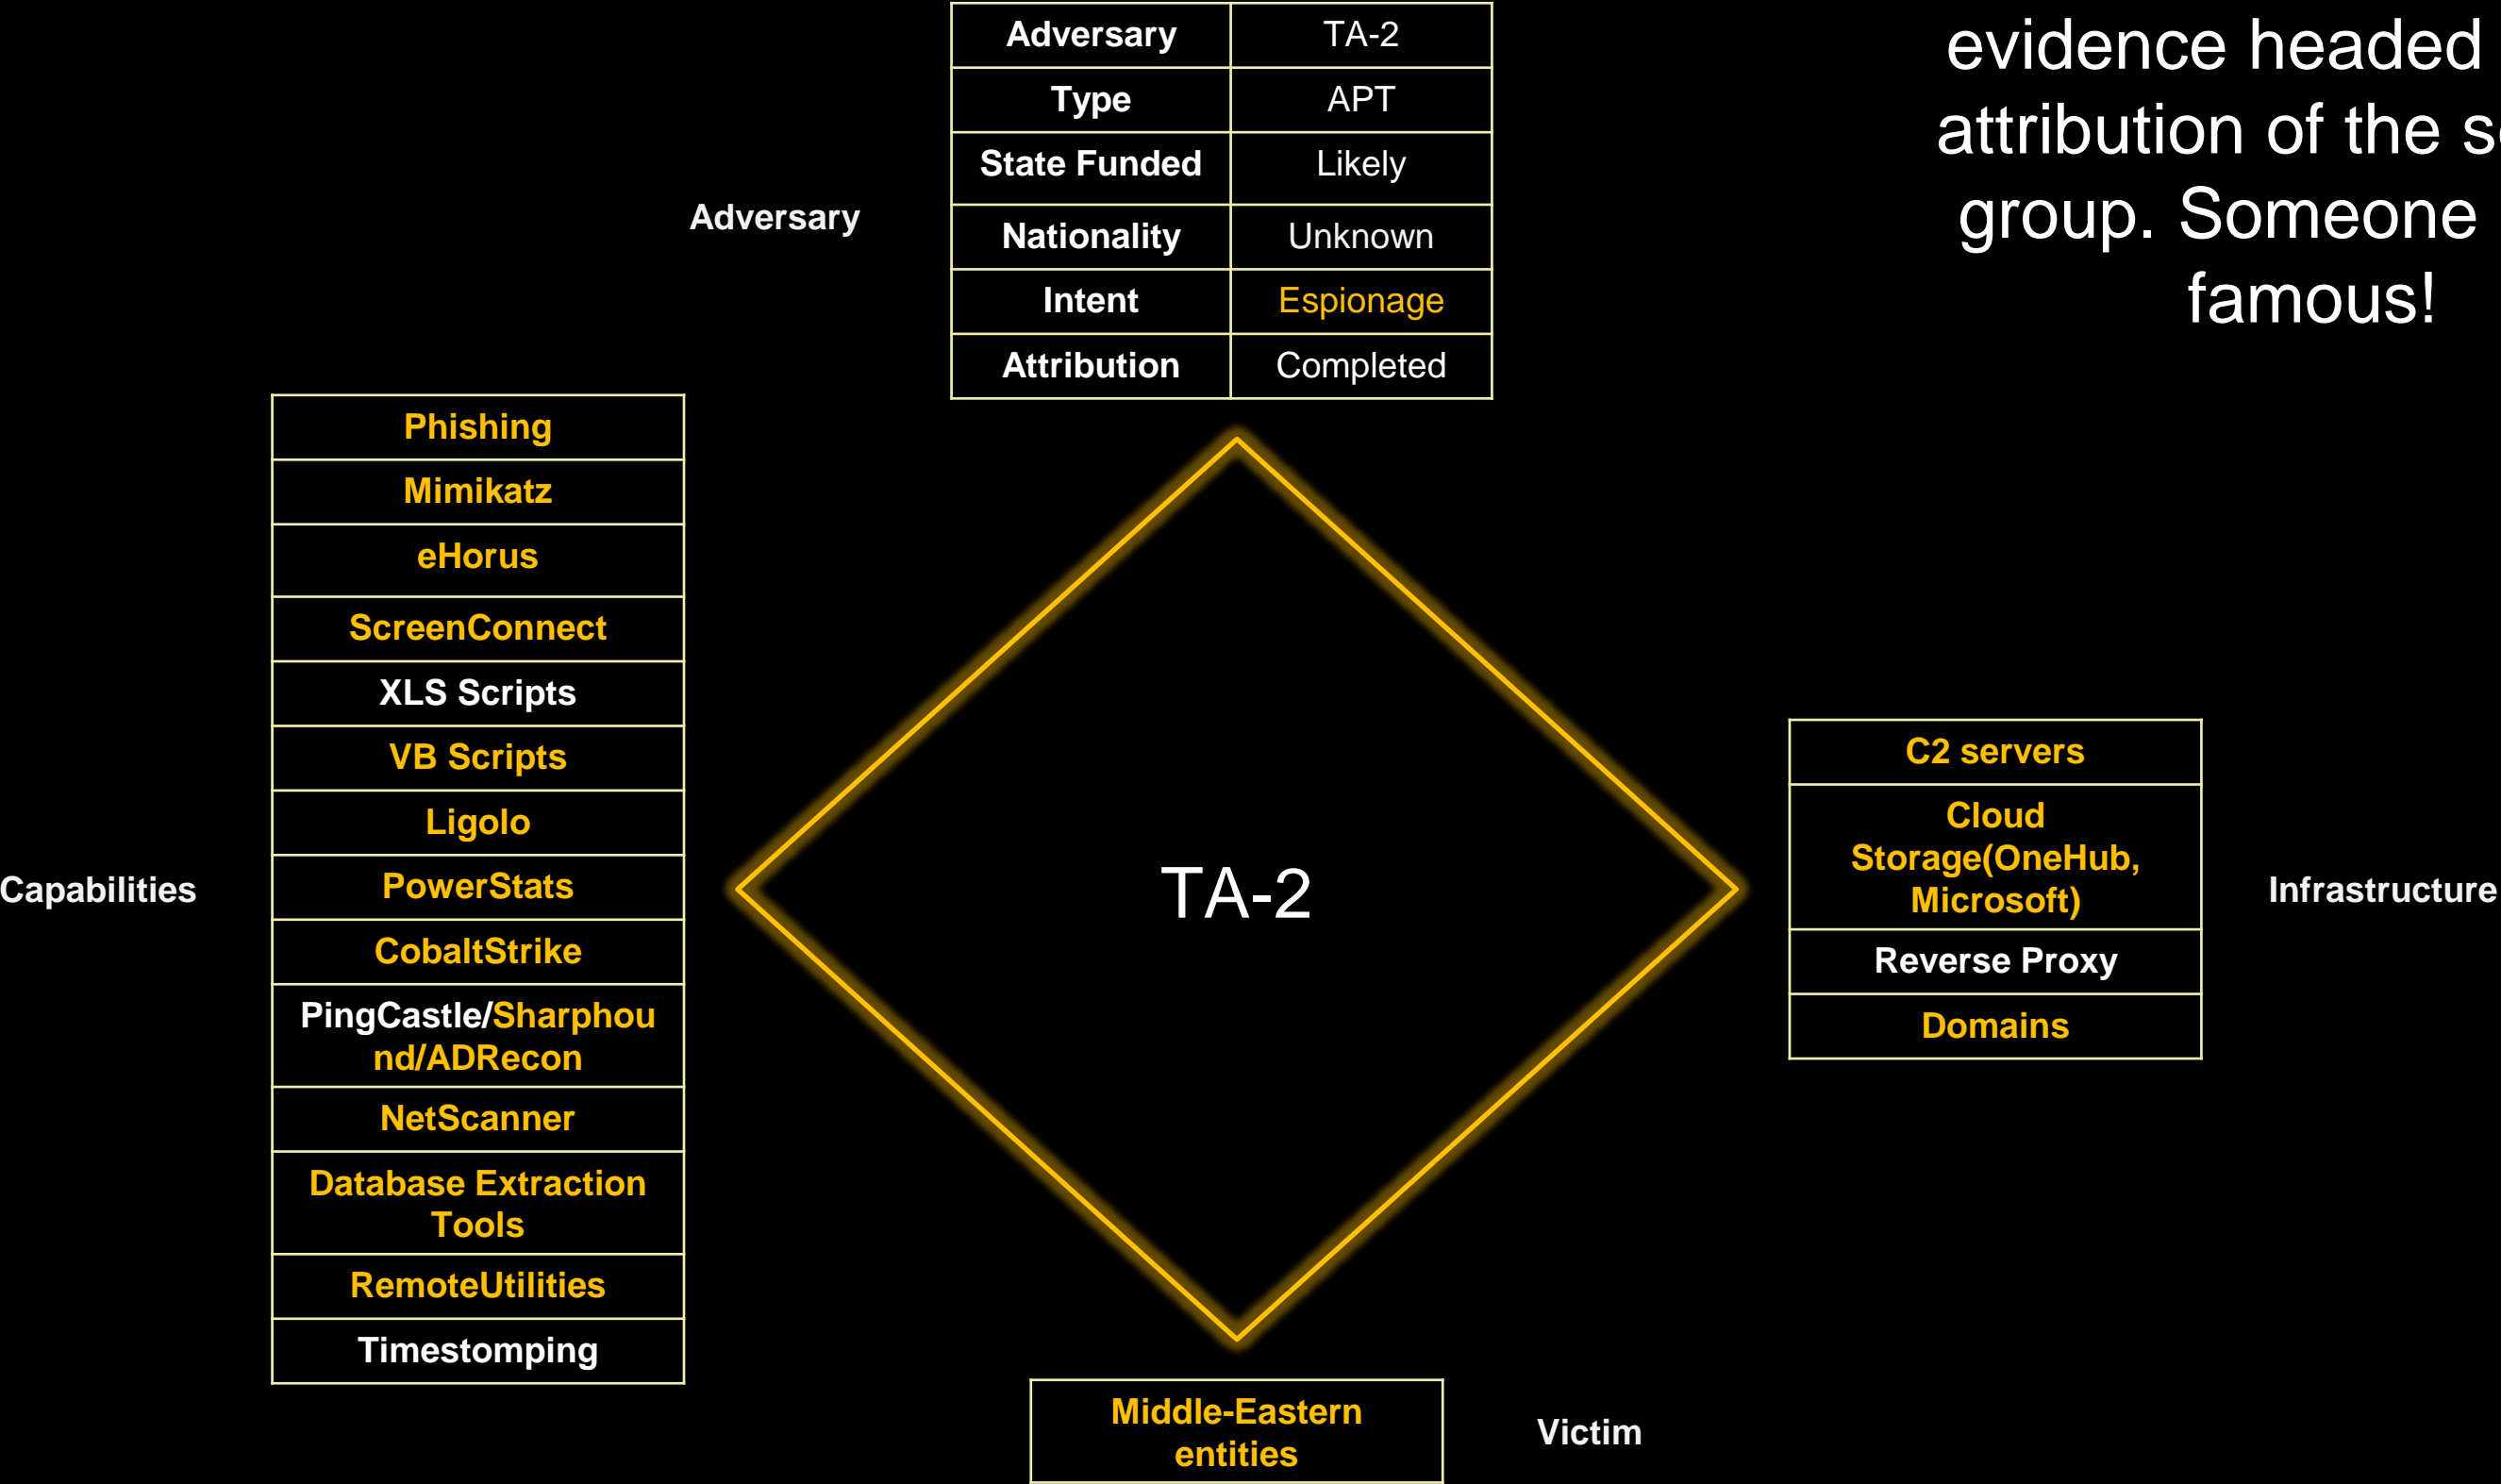 evidence headed
attribution of the
group. Someone
famous!
Adversary
Adversary TA-2
Type APT
State Funded Likely
Nationality Unknown
Intent Espionage
Attribution Completed
Capabilities
Phishing
Mimikatz
eHorus
ScreenConnect
XLS Scripts
VB Scripts
Ligolo
PowerStats
CobaltStrike
PingCastle/Sharphou
nd/ADRecon
NetScanner
Database Extraction
Tools
RemoteUtilities
Timestomping
TA-2
C2 servers
Cloud
Storage(OneHub,
Microsoft)
Reverse Proxy
Domains
Infrastructure
Middle-Eastern
entities
Victim